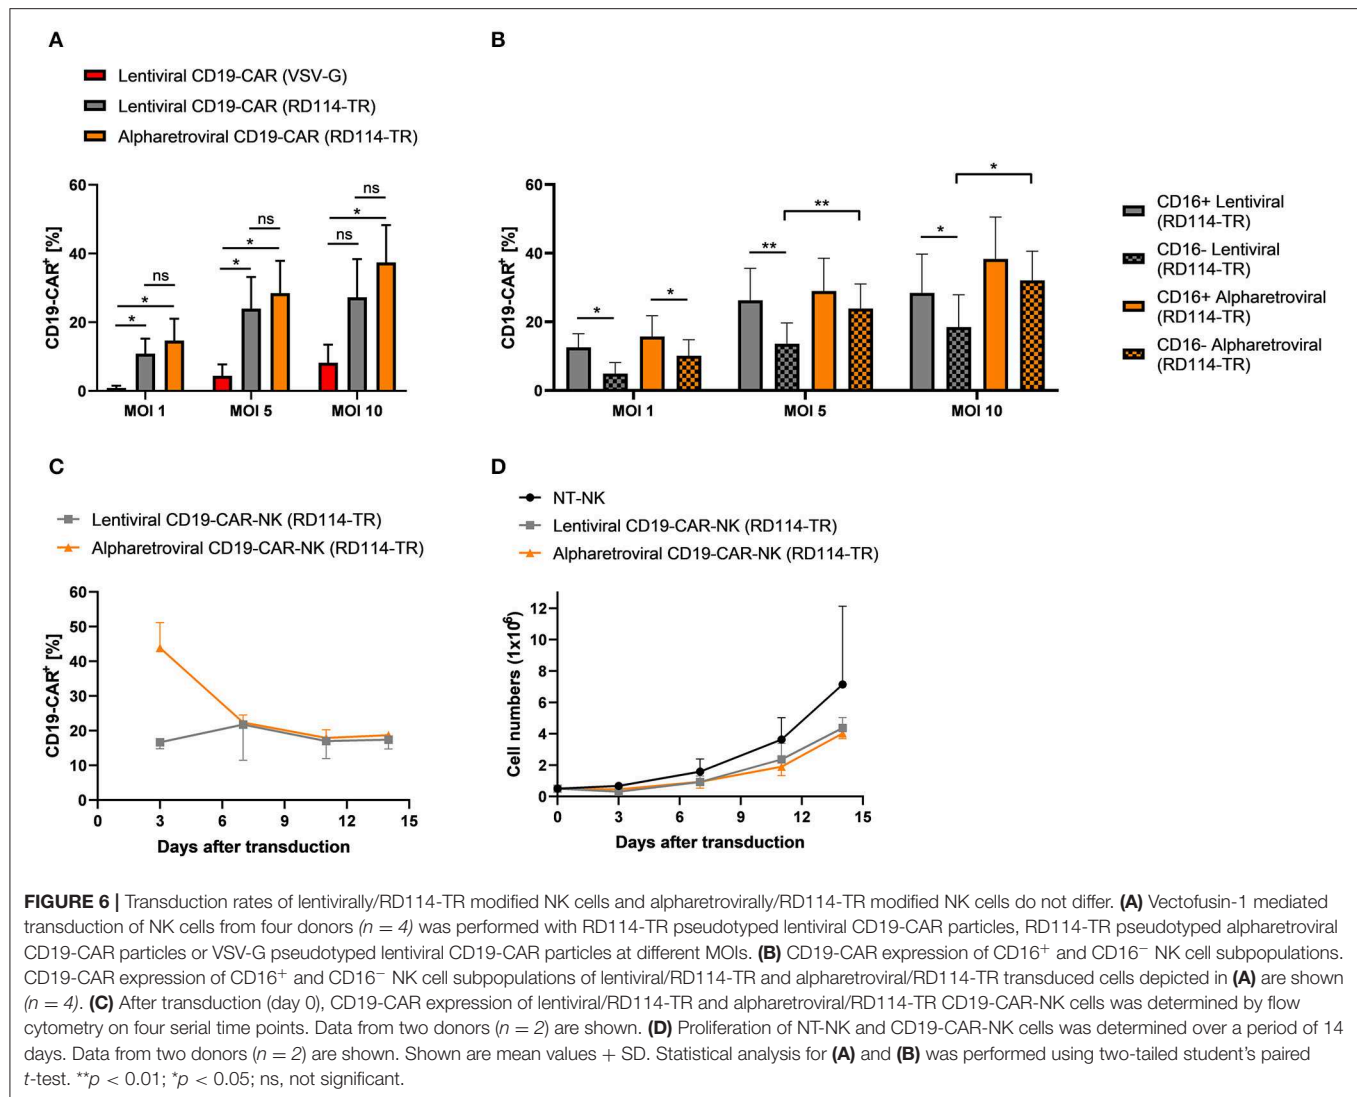 A
Lentiviral CD19-CAR (VSV-G)
Lentiviral CD19-CAR (RD114-TR)
Alpharetroviral CD19-CAR (RD114-TR)
CD19-CAR⁺ [%]
60
40
20
0
ns
*
*
ns
*
*
ns
*
ns
MOI 1
MOI 5
MOI 10
B
CD19-CAR⁺ [%]
60
40
20
0
*
*
**
**
*
*
MOI 1
MOI 5
MOI 10
CD16+ Lentiviral
(RD114-TR)
CD16- Lentiviral
(RD114-TR)
CD16+ Alpharetroviral
(RD114-TR)
CD16- Alpharetroviral
(RD114-TR)
C
Lentiviral CD19-CAR-NK (RD114-TR)
Alpharetroviral CD19-CAR-NK (RD114-TR)
CD19-CAR⁺ [%]
60
50
40
30
20
10
0
0 3 6 9 12 15
Days after transduction
D
NT-NK
Lentiviral CD19-CAR-NK (RD114-TR)
Alpharetroviral CD19-CAR-NK (RD114-TR)
Cell numbers (1x10⁶)
12
10
8
6
4
2
0
0 3 6 9 12 15
Days after transduction
FIGURE 6 | Transduction rates of lentivirally/RD114-TR modified NK cells and alpharetrovirally/RD114-TR modified NK cells do not differ. (A) Vectofusin-1 mediated
transduction of NK cells from four donors (n = 4) was performed with RD114-TR pseudotyped lentiviral CD19-CAR particles, RD114-TR pseudotyped alpharetroviral
CD19-CAR particles or VSV-G pseudotyped lentiviral CD19-CAR particles at different MOIs. (B) CD19-CAR expression of CD16⁺ and CD16⁻ NK cell subpopulations.
CD19-CAR expression of CD16⁺ and CD16⁻ NK cell subpopulations of lentiviral/RD114-TR and alpharetroviral/RD114-TR transduced cells depicted in (A) are shown
(n = 4). (C) After transduction (day 0), CD19-CAR expression of lentiviral/RD114-TR and alpharetroviral/RD114-TR CD19-CAR-NK cells was determined by flow
cytometry on four serial time points. Data from two donors (n = 2) are shown. (D) Proliferation of NT-NK and CD19-CAR-NK cells was determined over a period of 14
days. Data from two donors (n = 2) are shown. Shown are mean values + SD. Statistical analysis for (A) and (B) was performed using two-tailed student's paired
t-test. **p < 0.01; *p < 0.05; ns, not significant.